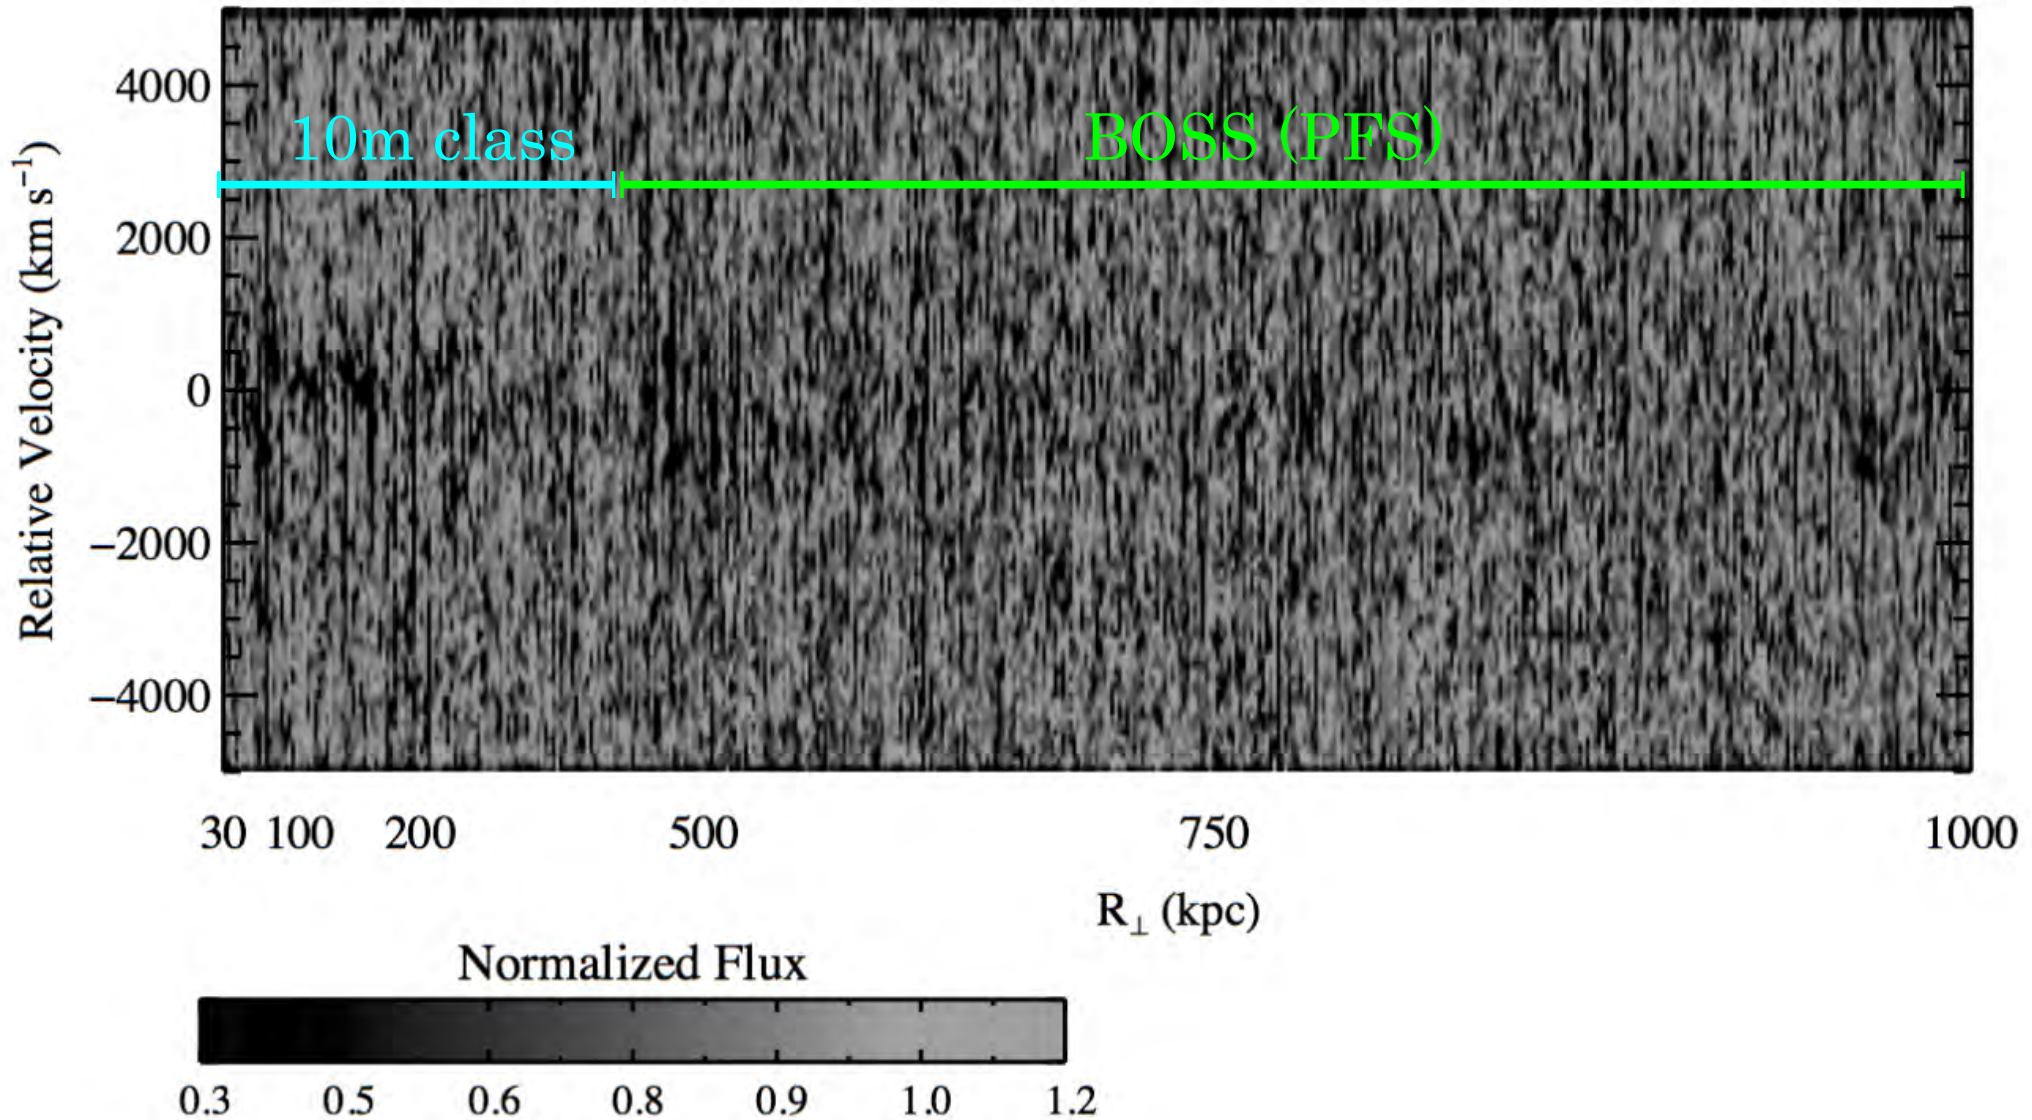 4000
2000
0
−2000
−4000
Relative Velocity (km s⁻¹)
10m class
BOSS (PFS)
30 100 200 500 750 1000
R⊥ (kpc)
Normalized Flux
0.3 0.5 0.6 0.8 0.9 1.0 1.2